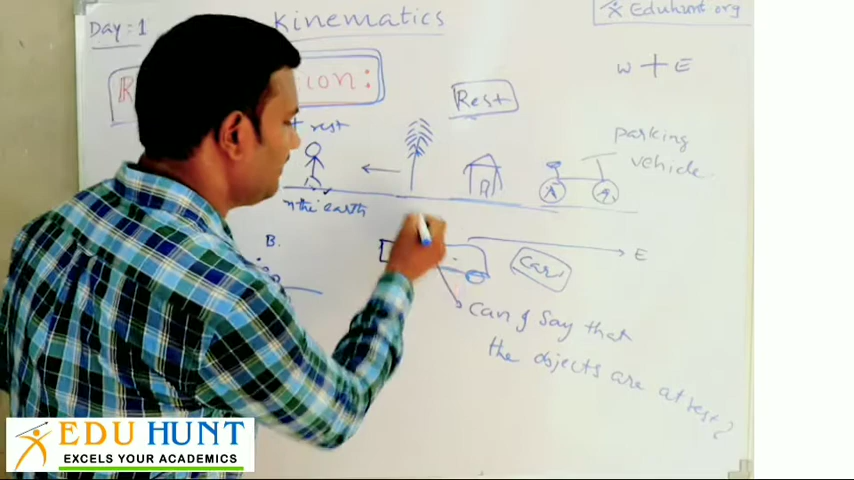 Day: 1
Kinematics
Eduhunt.org
W E
R ion:
Rest
t rest
parking
vehicle
n the earth
B.
E
Car
Can I Say that
the objects are at rest?
EDU HUNT
EXCELS YOUR ACADEMICS